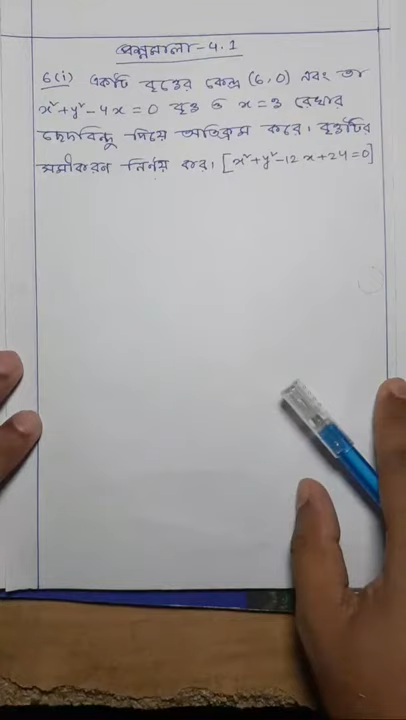 প্রশ্নমালা-4.1
6(i) একটি বৃত্তের কেন্দ্র (6,0) এবং তা
x²+y²-4x=0 বৃত্ত ও x=3 রেখার
ছেদবিন্দু দিয়ে অতিক্রম করে। বৃত্তটির
সমীকরণ নির্ণয় কর। [x²+y²-12x+24=0]